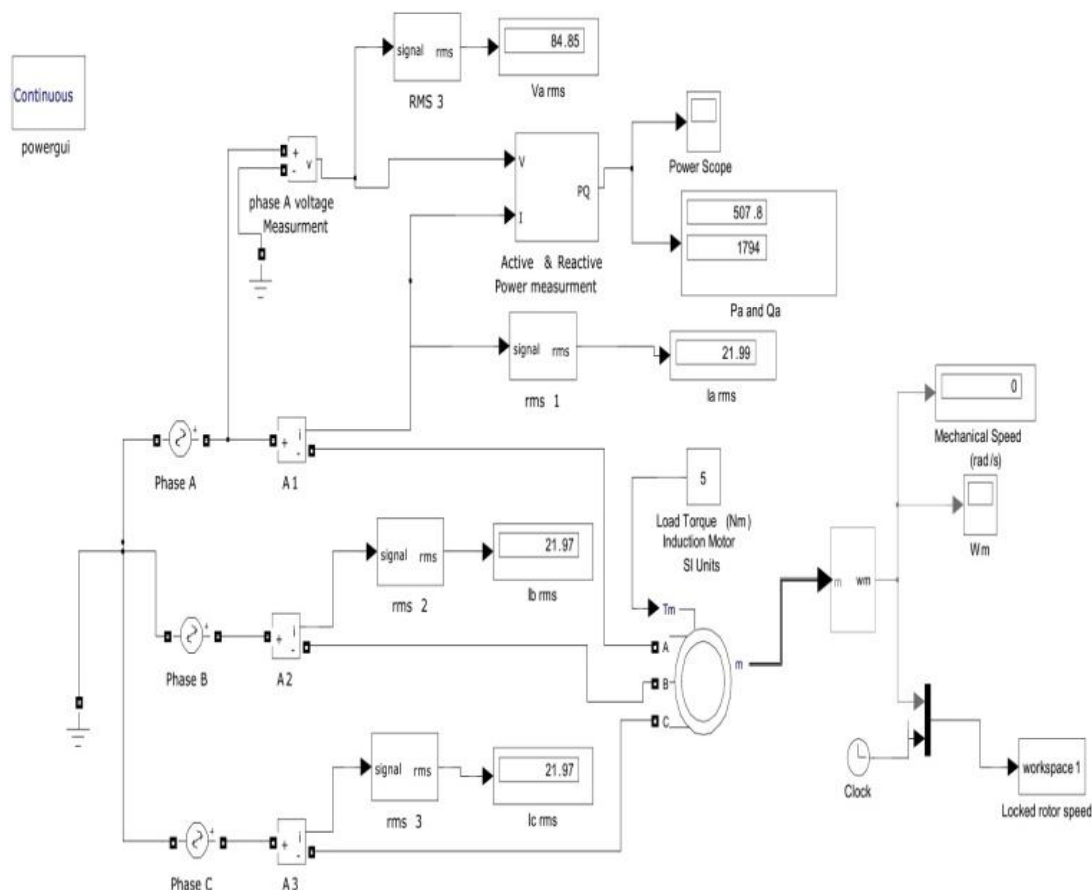 signal rms
RMS 3
84.85
Va rms
Continuous
powergui
+
-
v
phase A voltage
Measurment
V
I
PQ
Active & Reactive
Power measurment
Power Scope
507.8
1794
Pa and Qa
signal rms
rms 1
21.99
Ia rms
0
Mechanical Speed
(rad/s)
Wm
+
Phase A
+
-
i
A1
5
Load Torque (Nm)
Induction Motor
SI Units
signal rms
rms 2
21.97
Ib rms
m
wm
Tm
A
B
C
m
+
Phase B
+
-
i
A2
signal rms
rms 3
21.97
Ic rms
Clock
workspace 1
Locked rotor speed
+
Phase C
+
-
i
A3